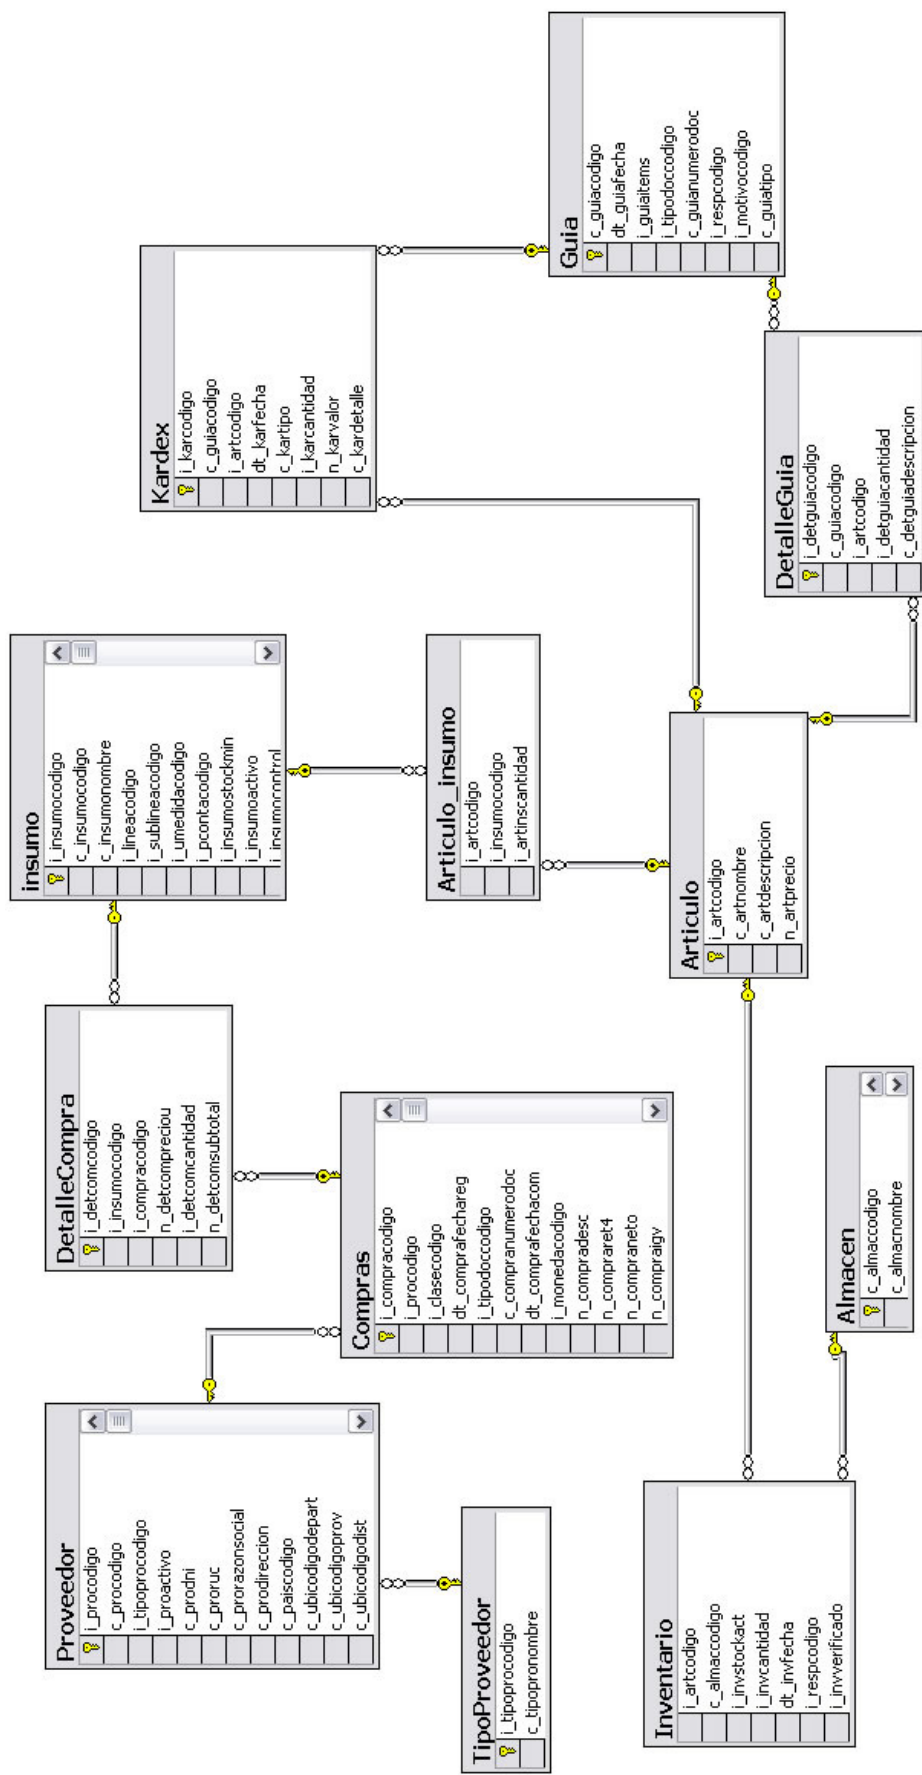 Proveedor
i_procodigo
c_procodigo
i_tipoprocodigo
i_proactivo
c_prodni
c_proruc
c_prorazonsocial
c_prodireccion
c_paiscodigo
c_ubicodigodepart
c_ubicodigoprov
c_ubicodigodist
TipoProveedor
i_tipoprocodigo
c_tipopronombre
Inventario
i_artcodigo
c_almaccodigo
i_invstockact
i_invcantidad
dt_invfecha
i_respcodigo
i_invverificado
DetalleCompra
i_detcomcodigo
i_insumocodigo
i_compracodigo
n_detcompreciou
i_detcomcantidad
n_detcomsubtotal
Compras
i_compracodigo
i_procodigo
i_clasecodigo
dt_comprafechareg
i_tipodoccodigo
c_compranumerodoc
dt_comprafechacom
i_monedacodigo
n_compradesc
n_compraret4
n_compraneto
n_compraigv
Almacen
c_almaccodigo
c_almacnombre
insumo
i_insumocodigo
c_insumocodigo
c_insumonombre
i_lineacodigo
i_sublineacodigo
i_umedidacodigo
i_pcontacodigo
i_insumostockmin
i_insumoactivo
i_insumocontrol
Articulo_insumo
i_artcodigo
i_insumocodigo
i_artinscantidad
Articulo
i_artcodigo
c_artnombre
c_artdescripcion
n_artprecio
Kardex
i_karcodigo
c_guiacodigo
i_artcodigo
dt_karfecha
c_kartipo
i_karcantidad
n_karvalor
c_kardetalle
DetalleGuia
i_detguiacodigo
c_guiacodigo
i_artcodigo
i_detguiacantidad
c_detguiadescripcion
Guia
c_guiacodigo
dt_guiafecha
i_guiaitems
i_tipodoccodigo
c_guianumerodoc
i_respcodigo
i_motivocodigo
c_guiatipo